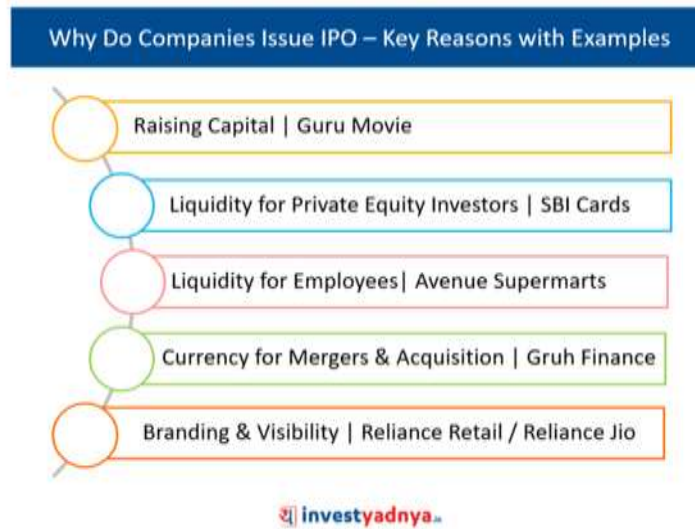 Why Do Companies Issue IPO – Key Reasons with Examples
Raising Capital | Guru Movie
Liquidity for Private Equity Investors | SBI Cards
Liquidity for Employees| Avenue Supermarts
Currency for Mergers & Acquisition | Gruh Finance
Branding & Visibility | Reliance Retail / Reliance Jio
investyadnya